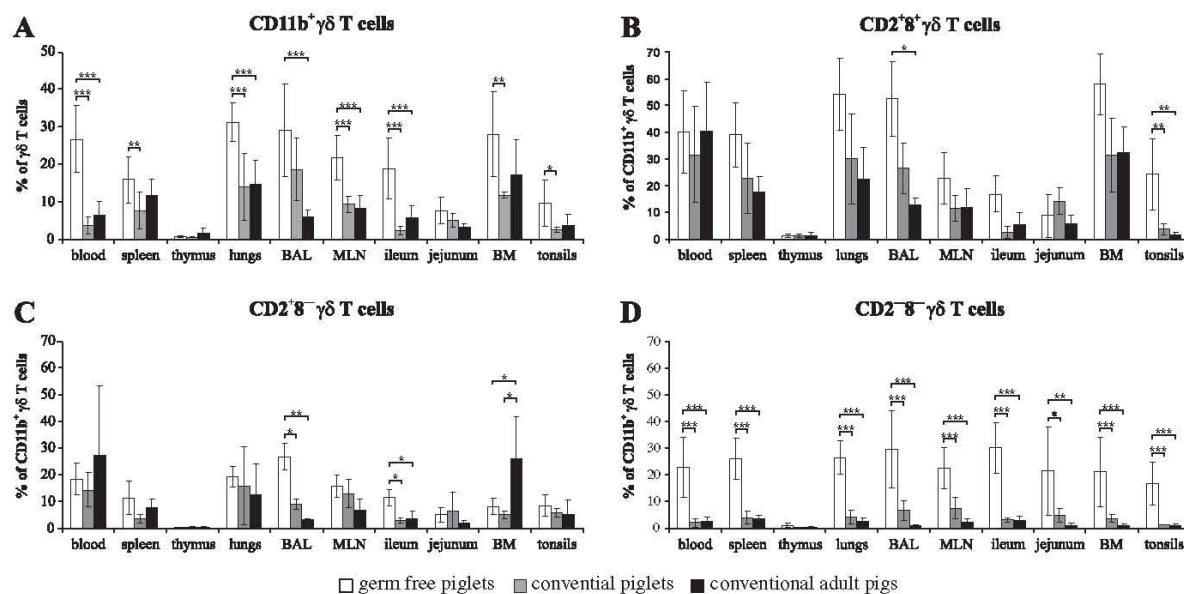 A
CD11b⁺ γδ T cells
% of γδ T cells
50
40
30
20
10
0
*** *** ** *** *** *** *** *** *** *** ** *
blood spleen thymus lungs BAL MLN ileum jejunum BM tonsils
B
CD2⁺8⁺ γδ T cells
% of CD11b⁺ γδ T cells
70
60
50
40
30
20
10
0
* ** **
blood spleen thymus lungs BAL MLN ileum jejunum BM tonsils
C
CD2⁺8⁻ γδ T cells
% of CD11b⁺ γδ T cells
70
60
50
40
30
20
10
0
** * * * * *
blood spleen thymus lungs BAL MLN ileum jejunum BM tonsils
D
CD2⁻8⁻ γδ T cells
% of CD11b⁺ γδ T cells
70
60
50
40
30
20
10
0
*** *** *** *** *** *** *** *** *** *** *** *** ** * *** *** *** ***
blood spleen thymus lungs BAL MLN ileum jejunum BM tonsils
germ free piglets convential piglets conventional adult pigs